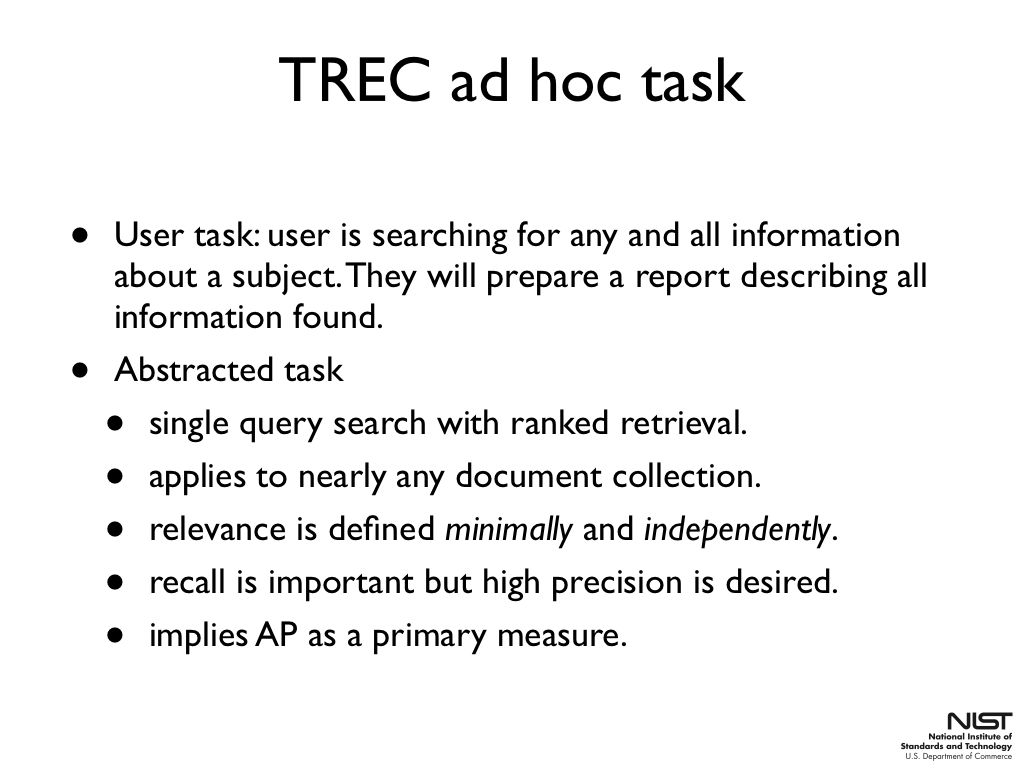 TREC ad hoc task
• User task: user is searching for any and all information
about a subject. They will prepare a report describing all
information found.
• Abstracted task
• single query search with ranked retrieval.
• applies to nearly any document collection.
• relevance is defined minimally and independently.
• recall is important but high precision is desired.
• implies AP as a primary measure.
NIST
National Institute of
Standards and Technology
U.S. Department of Commerce